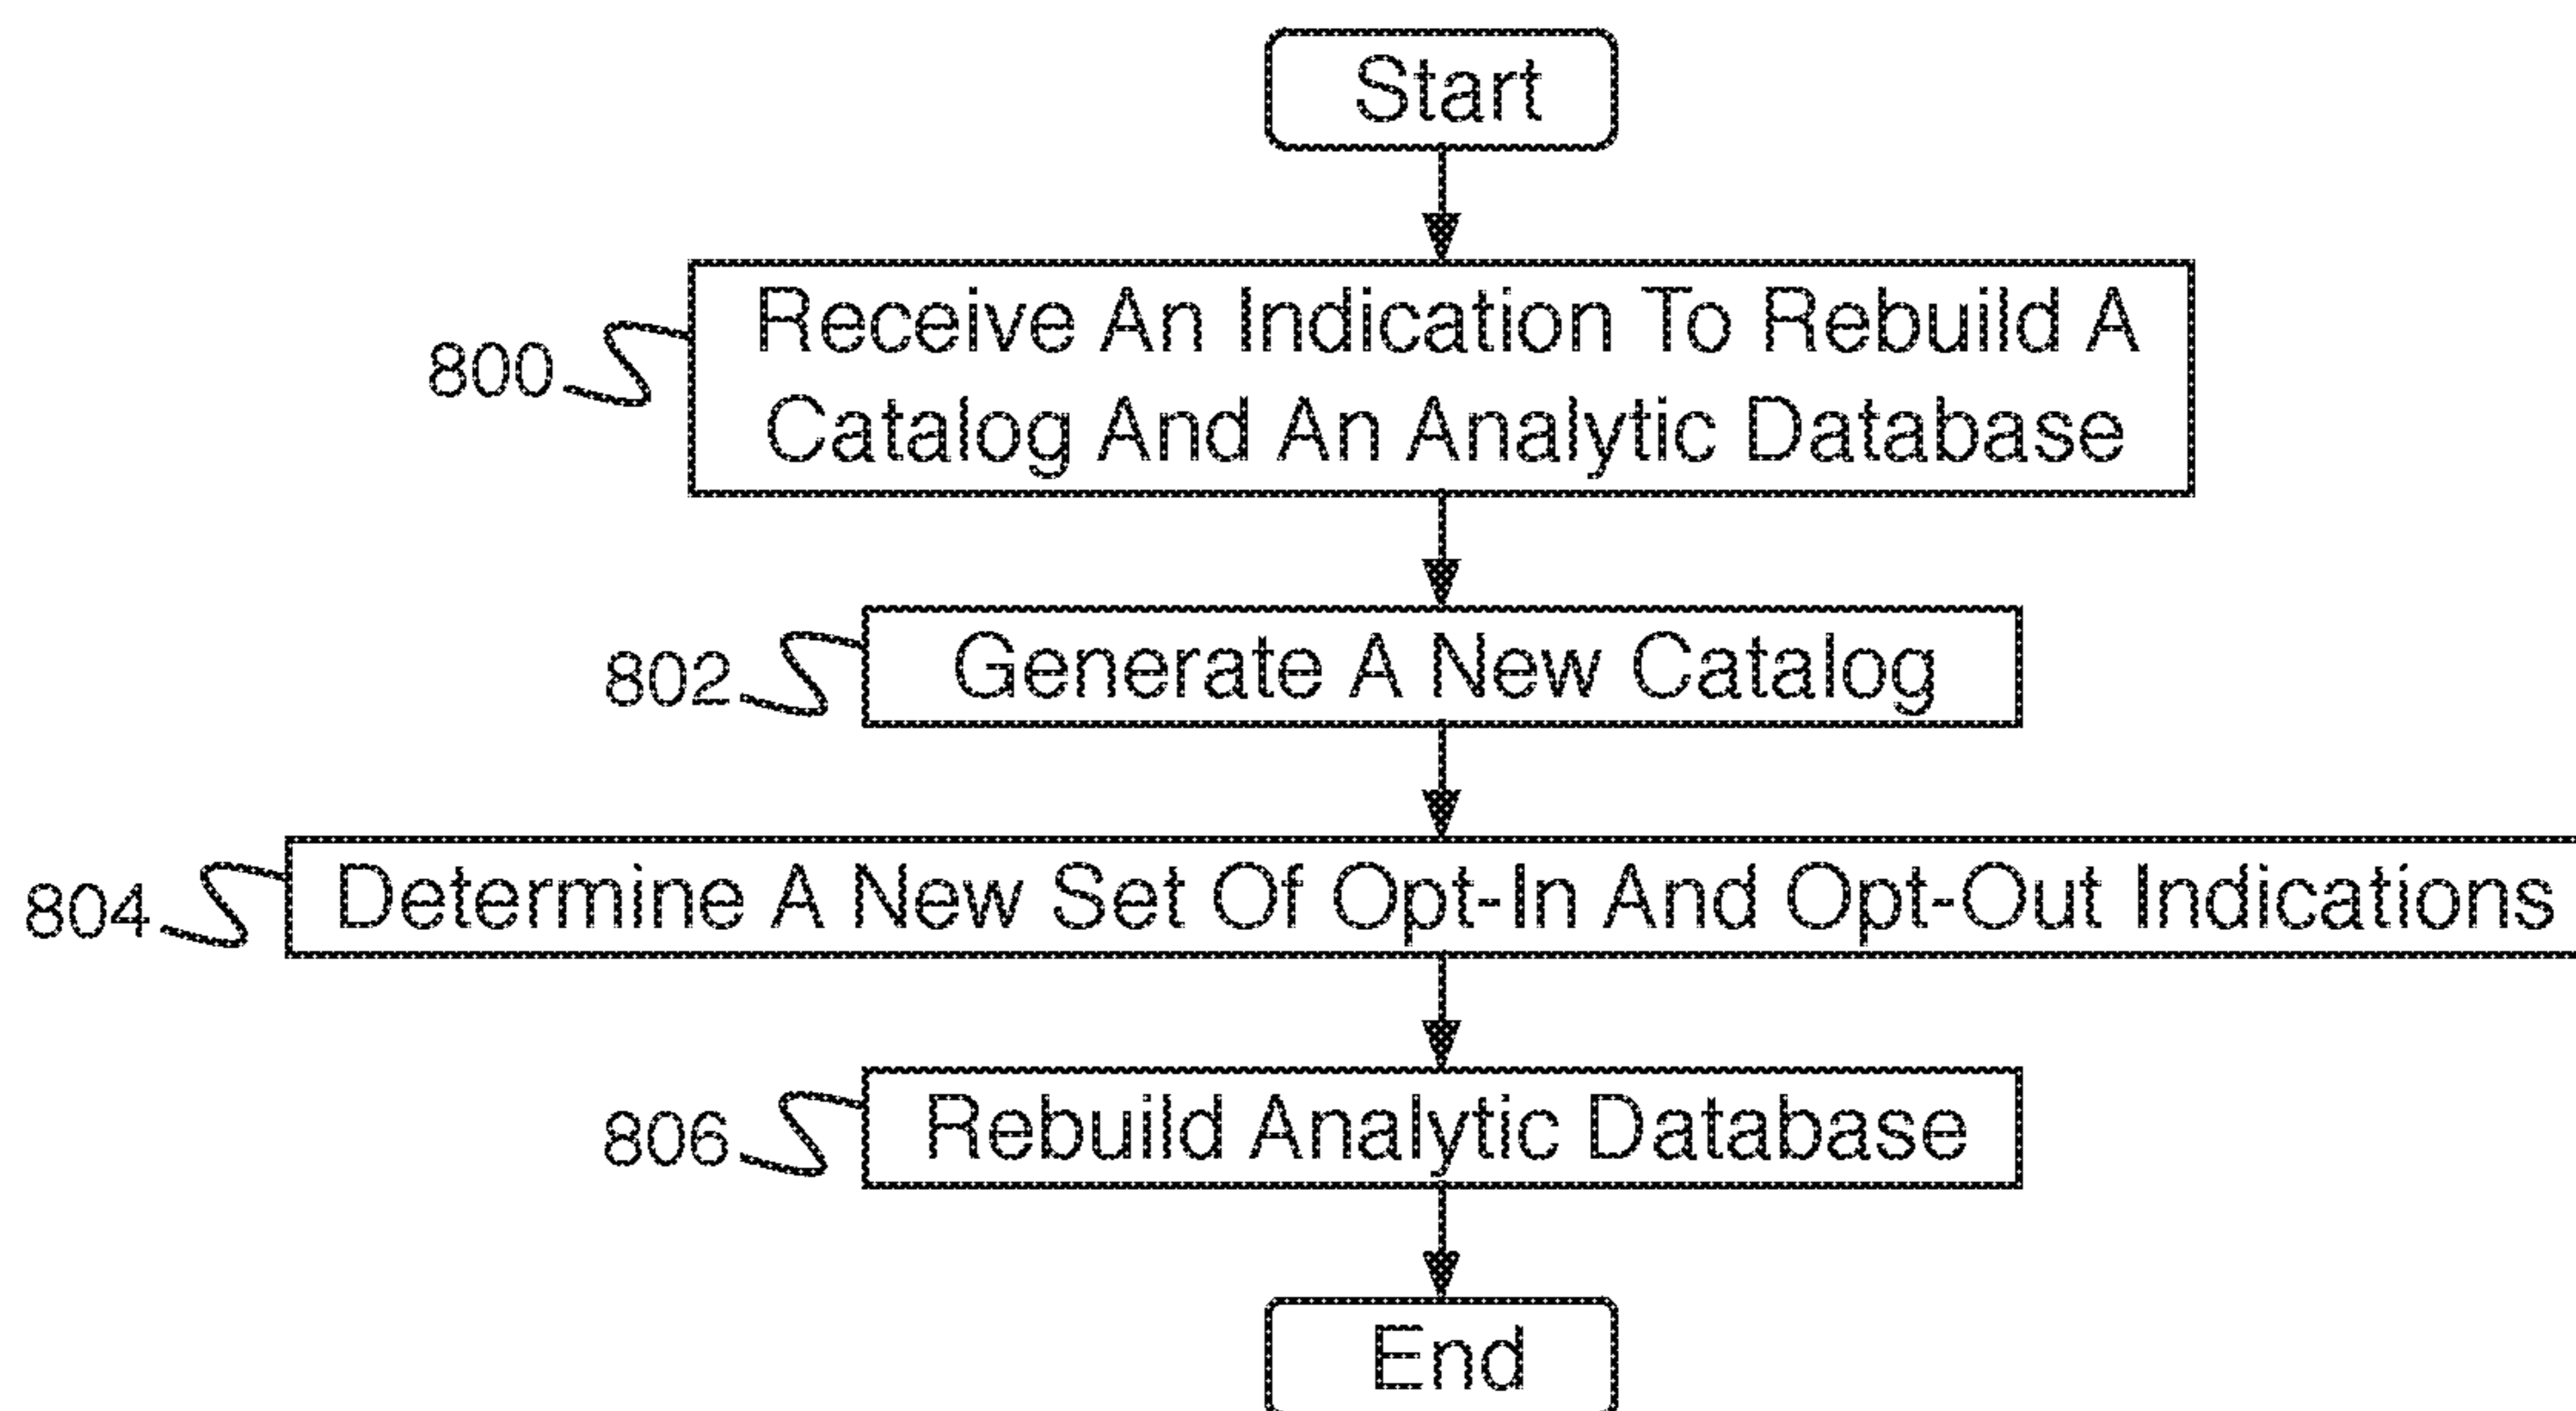 Start
800
Receive An Indication To Rebuild A
Catalog And An Analytic Database
802
Generate A New Catalog
804
Determine A New Set Of Opt-In And Opt-Out Indications
806
Rebuild Analytic Database
End